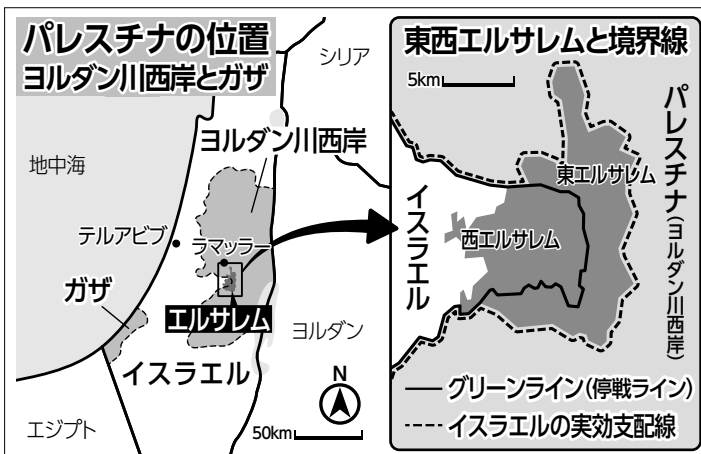 パレスチナの位置
ヨルダン川西岸とガザ
シリア
ヨルダン川西岸
地中海
テルアビブ
ラマッラー
ガザ
エルサレム
ヨルダン
イスラエル
N
エジプト
50km
東西エルサレムと境界線
5km
パレスチナ(ヨルダン川西岸)
東エルサレム
イスラエル
西エルサレム
グリーンライン(停戦ライン)
イスラエルの実効支配線